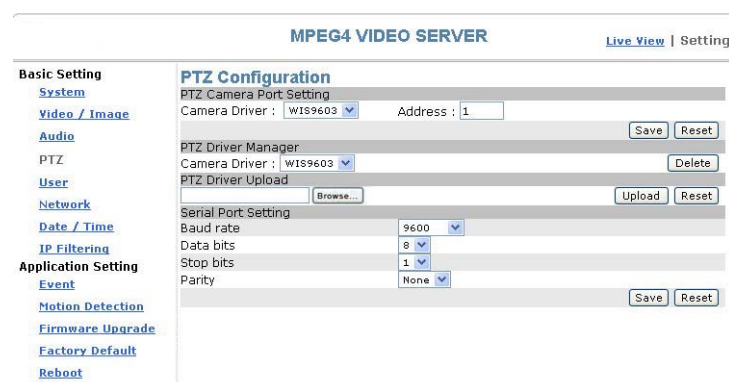 MPEG4 VIDEO SERVER
Live View | Setting
Basic Setting
System
Video / Image
Audio
PTZ
User
Network
Date / Time
IP Filtering
Application Setting
Event
Motion Detection
Firmware Upgrade
Factory Default
Reboot
PTZ Configuration
PTZ Camera Port Setting
Camera Driver : WIS9603 Address : 1
Save Reset
PTZ Driver Manager
Camera Driver : WIS9603 Delete
PTZ Driver Upload
Browse... Upload Reset
Serial Port Setting
Baud rate 9600
Data bits 8
Stop bits 1
Parity None
Save Reset